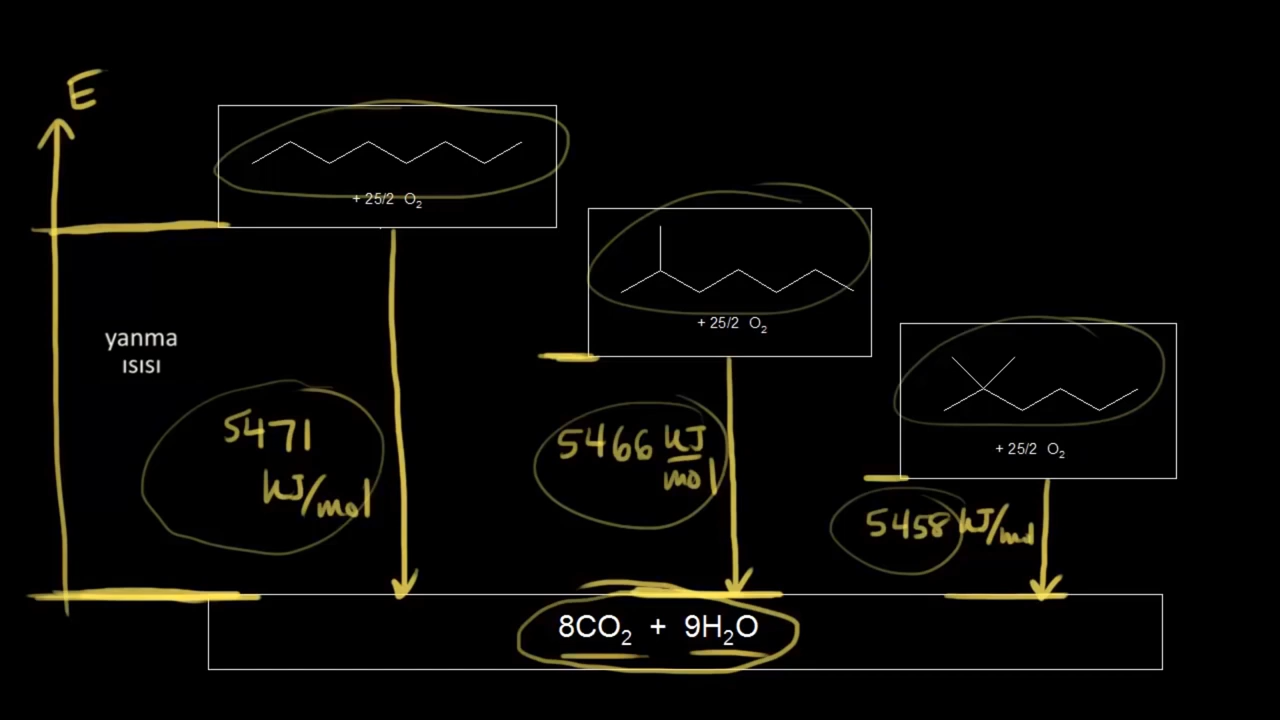 E
+ 25/2 O₂
+ 25/2 O₂
yanma
ısısı
+ 25/2 O₂
5471
kJ/mol
5466 kJ
mol
5458 kJ/mol
8CO₂ + 9H₂O